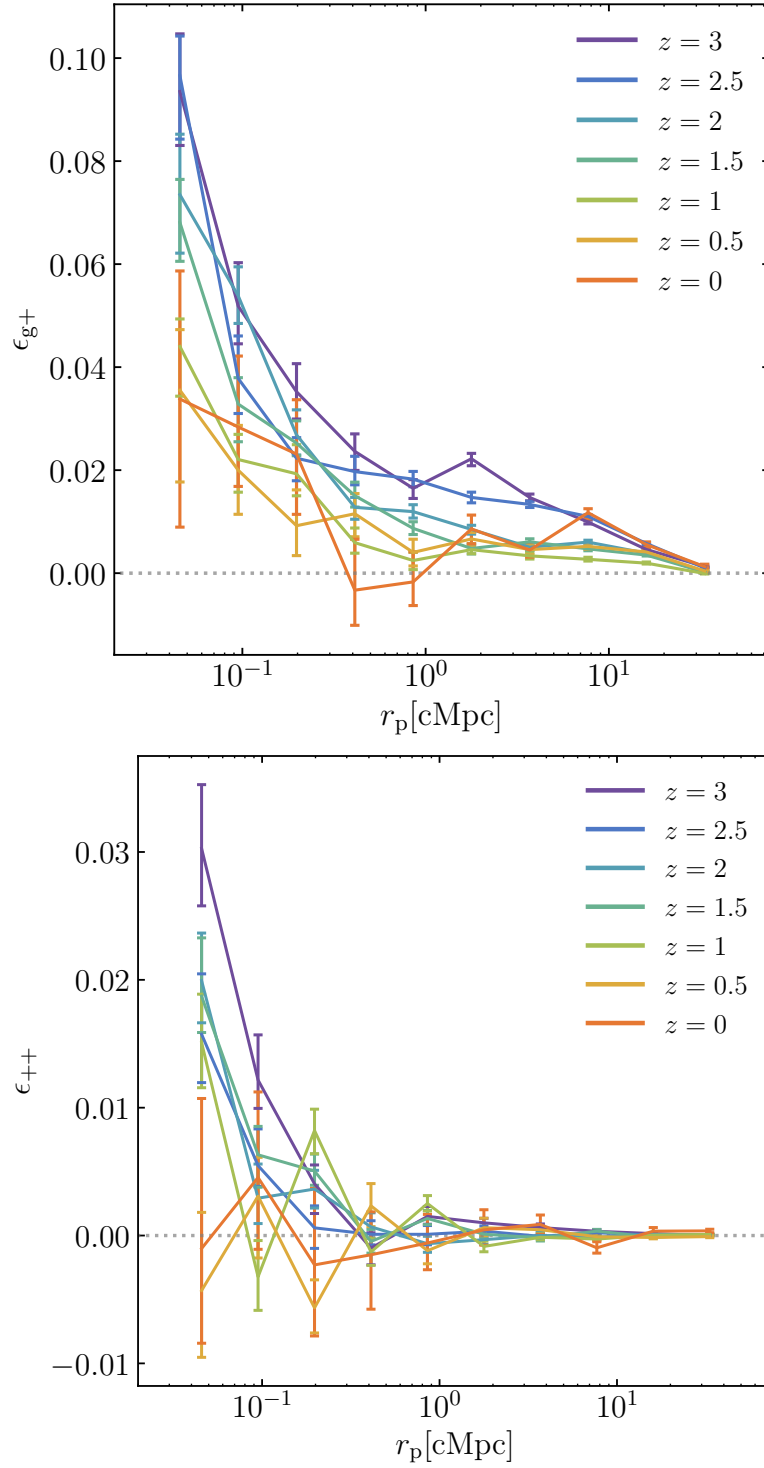 0.10
0.08
0.06
0.04
0.02
0.00
ϵg+
z = 3
z = 2.5
z = 2
z = 1.5
z = 1
z = 0.5
z = 0
10⁻¹ 10⁰ 10¹
rp[cMpc]
0.03
0.02
0.01
0.00
−0.01
ϵ++
z = 3
z = 2.5
z = 2
z = 1.5
z = 1
z = 0.5
z = 0
10⁻¹ 10⁰ 10¹
rp[cMpc]